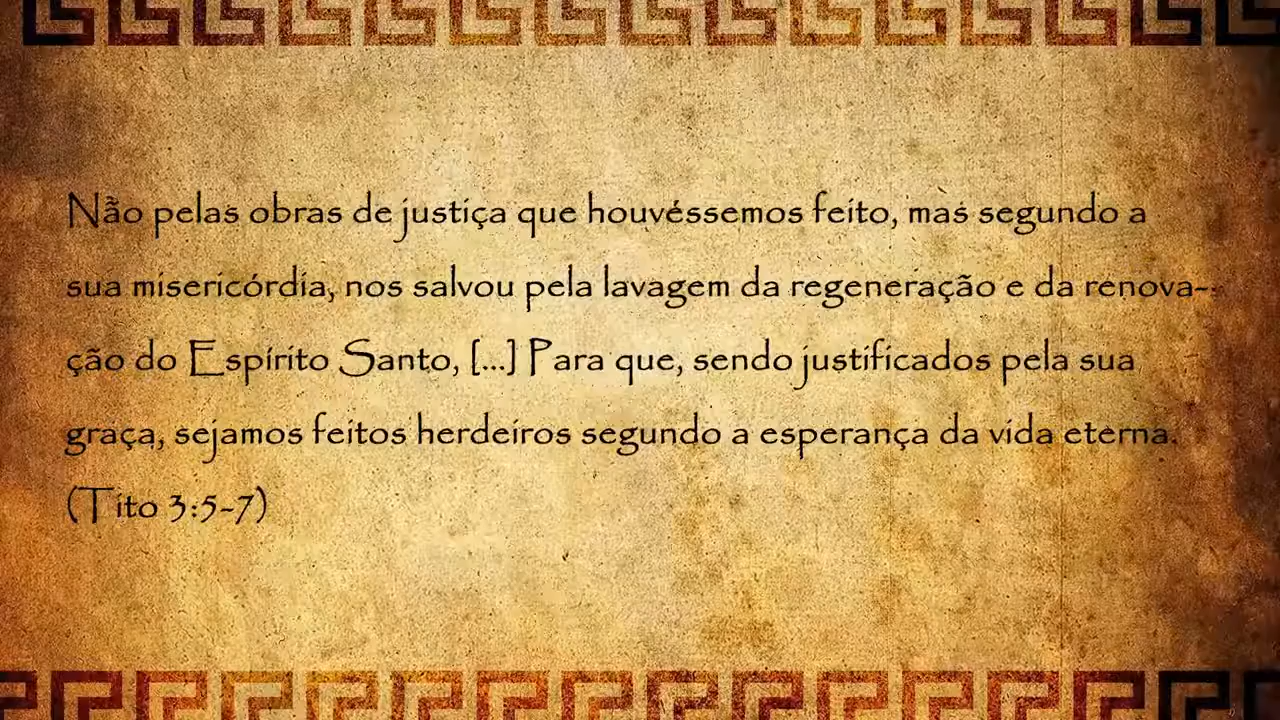 Não pelas obras de justiça que houvéssemos feito, mas segundo a
sua misericórdia, nos salvou pela lavagem da regeneração e da renova-
ção do Espírito Santo, [...] Para que, sendo justificados pela sua
graça, sejamos feitos herdeiros segundo a esperança da vida eterna.
(Tito 3:5-7)